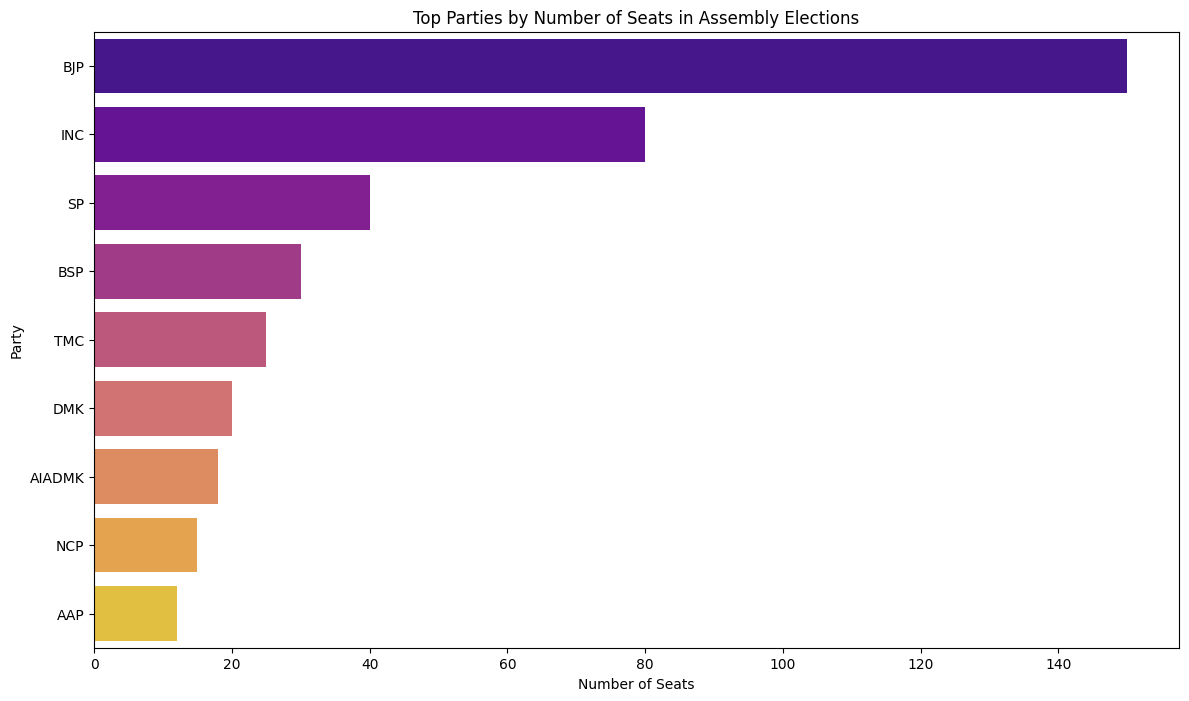 Top Parties by Number of Seats in Assembly Elections
Party
BJP
INC
SP
BSP
TMC
DMK
AIADMK
NCP
AAP
0 20 40 60 80 100 120 140
Number of Seats